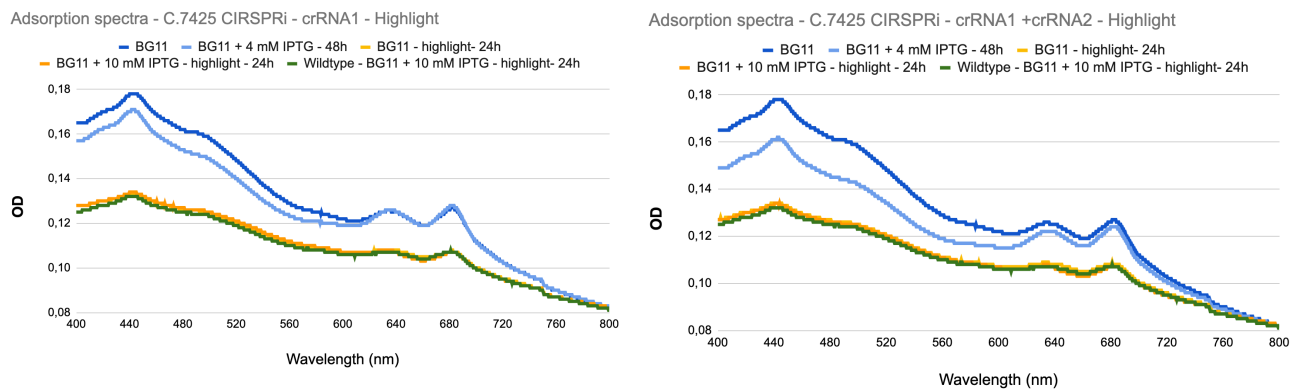 Adsorption spectra - C.7425 CIRSPRi - crRNA1 - Highlight
BG11 BG11 + 4 mM IPTG - 48h BG11 - highlight- 24h
BG11 + 10 mM IPTG - highlight - 24h Wildtype - BG11 + 10 mM IPTG - highlight- 24h
0,18
0,16
0,14
0,12
0,10
0,08
OD
400 440 480 520 560 600 640 680 720 760 800
Wavelength (nm)
Adsorption spectra - C.7425 CIRSPRi - crRNA1 +crRNA2 - Highlight
BG11 BG11 + 4 mM IPTG - 48h BG11 - highlight- 24h
BG11 + 10 mM IPTG - highlight - 24h Wildtype - BG11 + 10 mM IPTG - highlight- 24h
0,18
0,16
0,14
0,12
0,10
0,08
OD
400 440 480 520 560 600 640 680 720 760 800
Wavelength (nm)